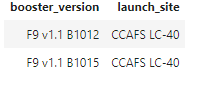 booster_version launch_site
F9 v1.1 B1012 CCAFS LC-40
F9 v1.1 B1015 CCAFS LC-40